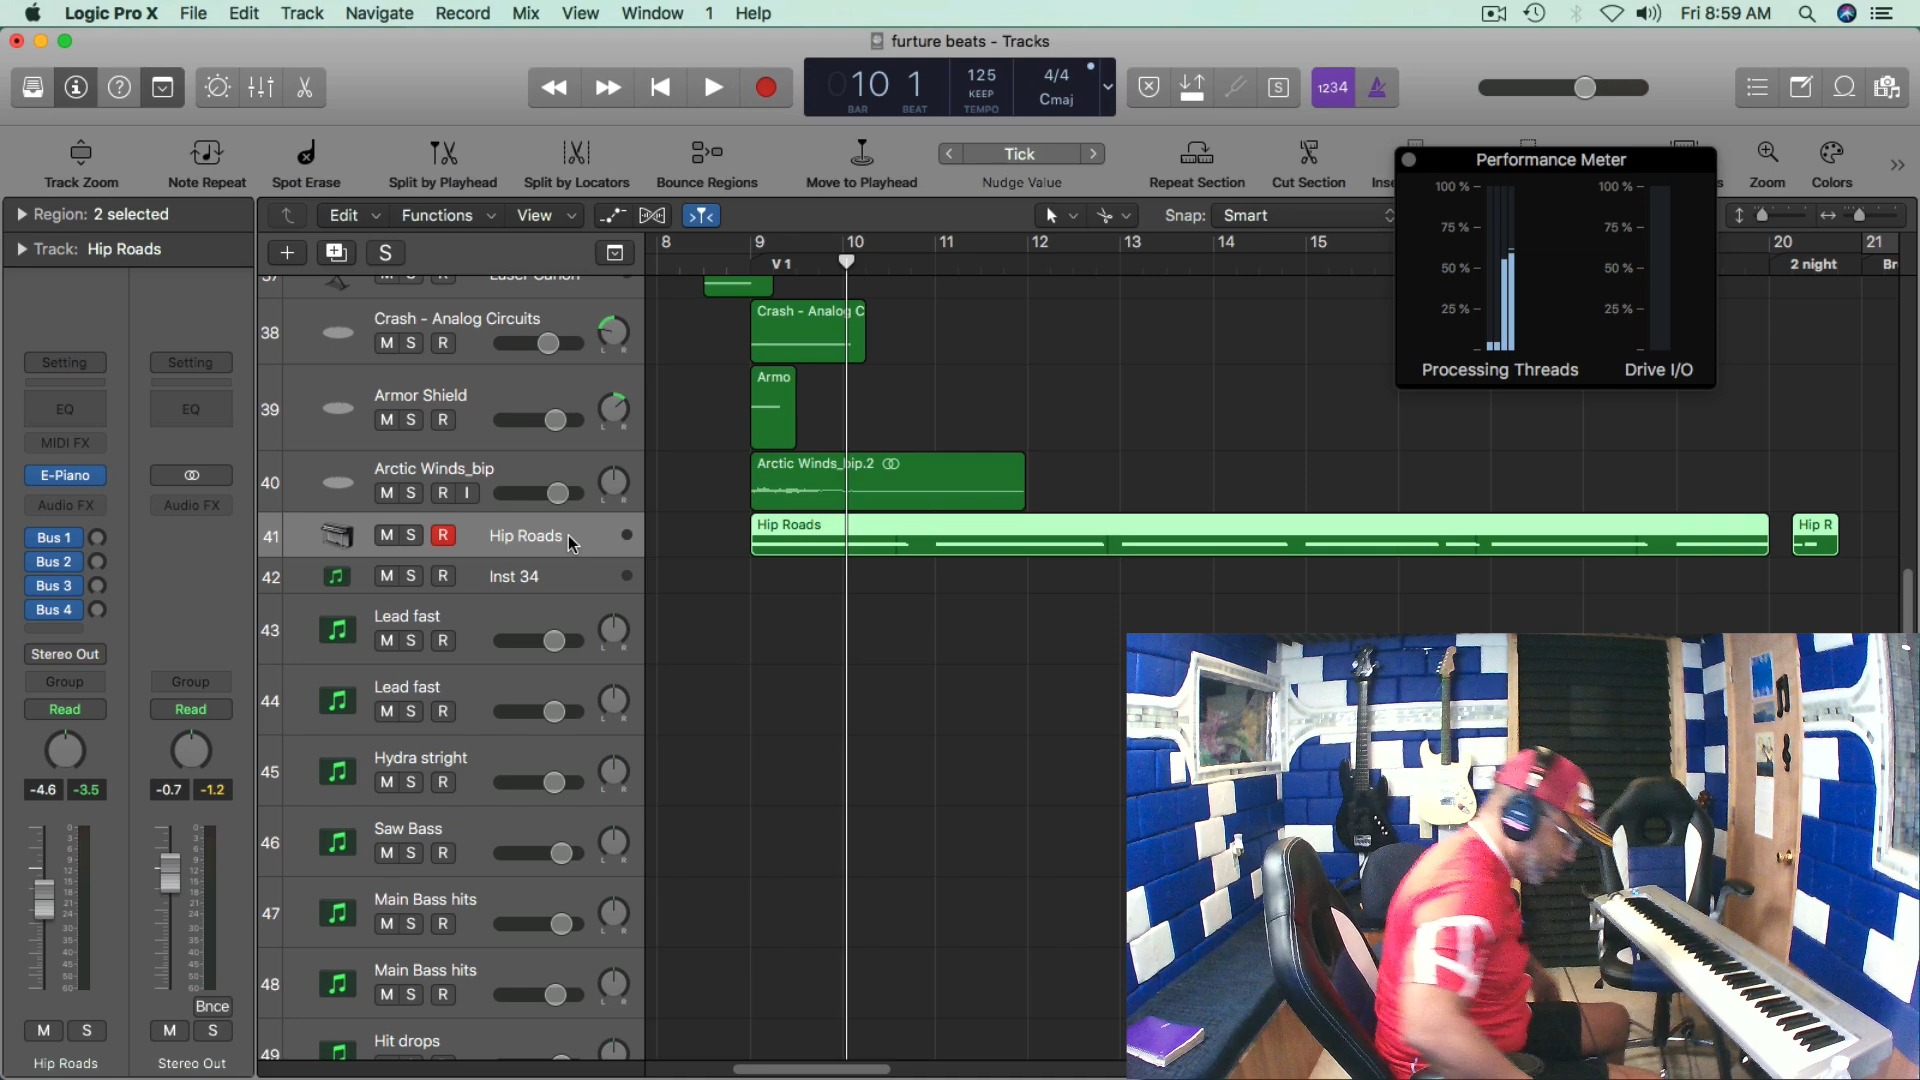 Logic Pro X File Edit Track Navigate Record Mix View Window 1 Help Fri 8:59 AM
furture beats - Tracks
10 1 125 KEEP TEMPO 4/4 Cmaj
BAR BEAT
1234
S
Track Zoom Note Repeat Spot Erase Split by Playhead Split by Locators Bounce Regions Move to Playhead
Tick
Nudge Value
Repeat Section Cut Section Zoom Colors
Performance Meter
100 % 100 %
75 % 75 %
50 % 50 %
25 % 25 %
Processing Threads Drive I/O
Region: 2 selected
Edit Functions View Snap: Smart
Track: Hip Roads
S
8 9 10 11 12 13 14 15 20 21
V 1 2 night Br
38 Crash - Analog Circuits
M S R
Crash - Analog C
39 Armor Shield
M S R
Armo
40 Arctic Winds_bip
M S R I
Arctic Winds_bip.2
41 M S R Hip Roads
Hip Roads
Hip R
42 M S R Inst 34
43 Lead fast
M S R
44 Lead fast
M S R
45 Hydra stright
M S R
46 Saw Bass
M S R
47 Main Bass hits
M S R
48 Main Bass hits
M S R
49 Hit drops
Setting Setting
EQ EQ
MIDI FX
E-Piano
Audio FX Audio FX
Bus 1
Bus 2
Bus 3
Bus 4
Stereo Out
Group Group
Read Read
-4.6 -3.5 -0.7 -1.2
Bnce
M S M S
Hip Roads Stereo Out